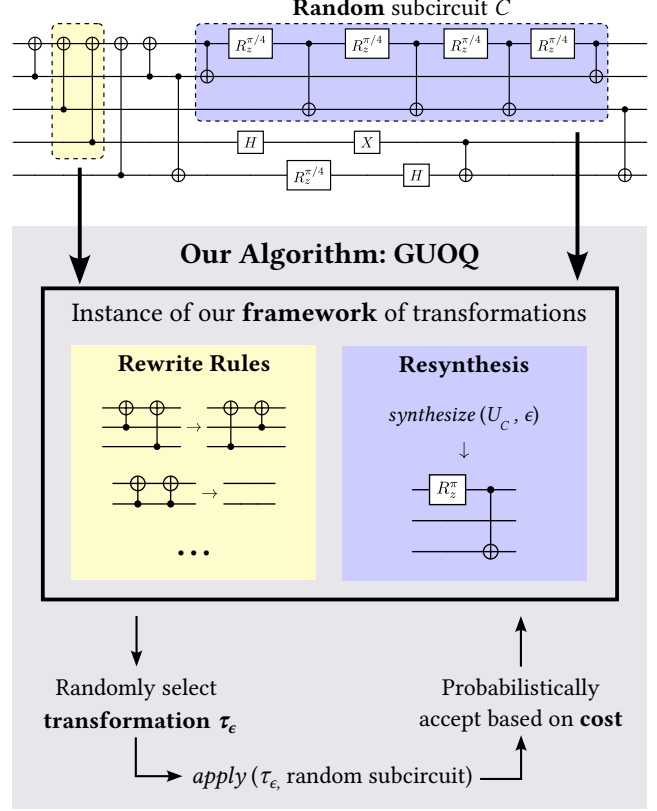 Random subcircuit C
R_z^{π/4} R_z^{π/4} R_z^{π/4} R_z^{π/4}
H X
R_z^{π/4} H
Our Algorithm: GUOQ
Instance of our framework of transformations
Rewrite Rules
→
→
•••
Resynthesis
synthesize (U_C , ϵ)
↓
R_z^π
Randomly select
transformation τ_ϵ
Probabilistically
accept based on cost
apply (τ_ϵ, random subcircuit)